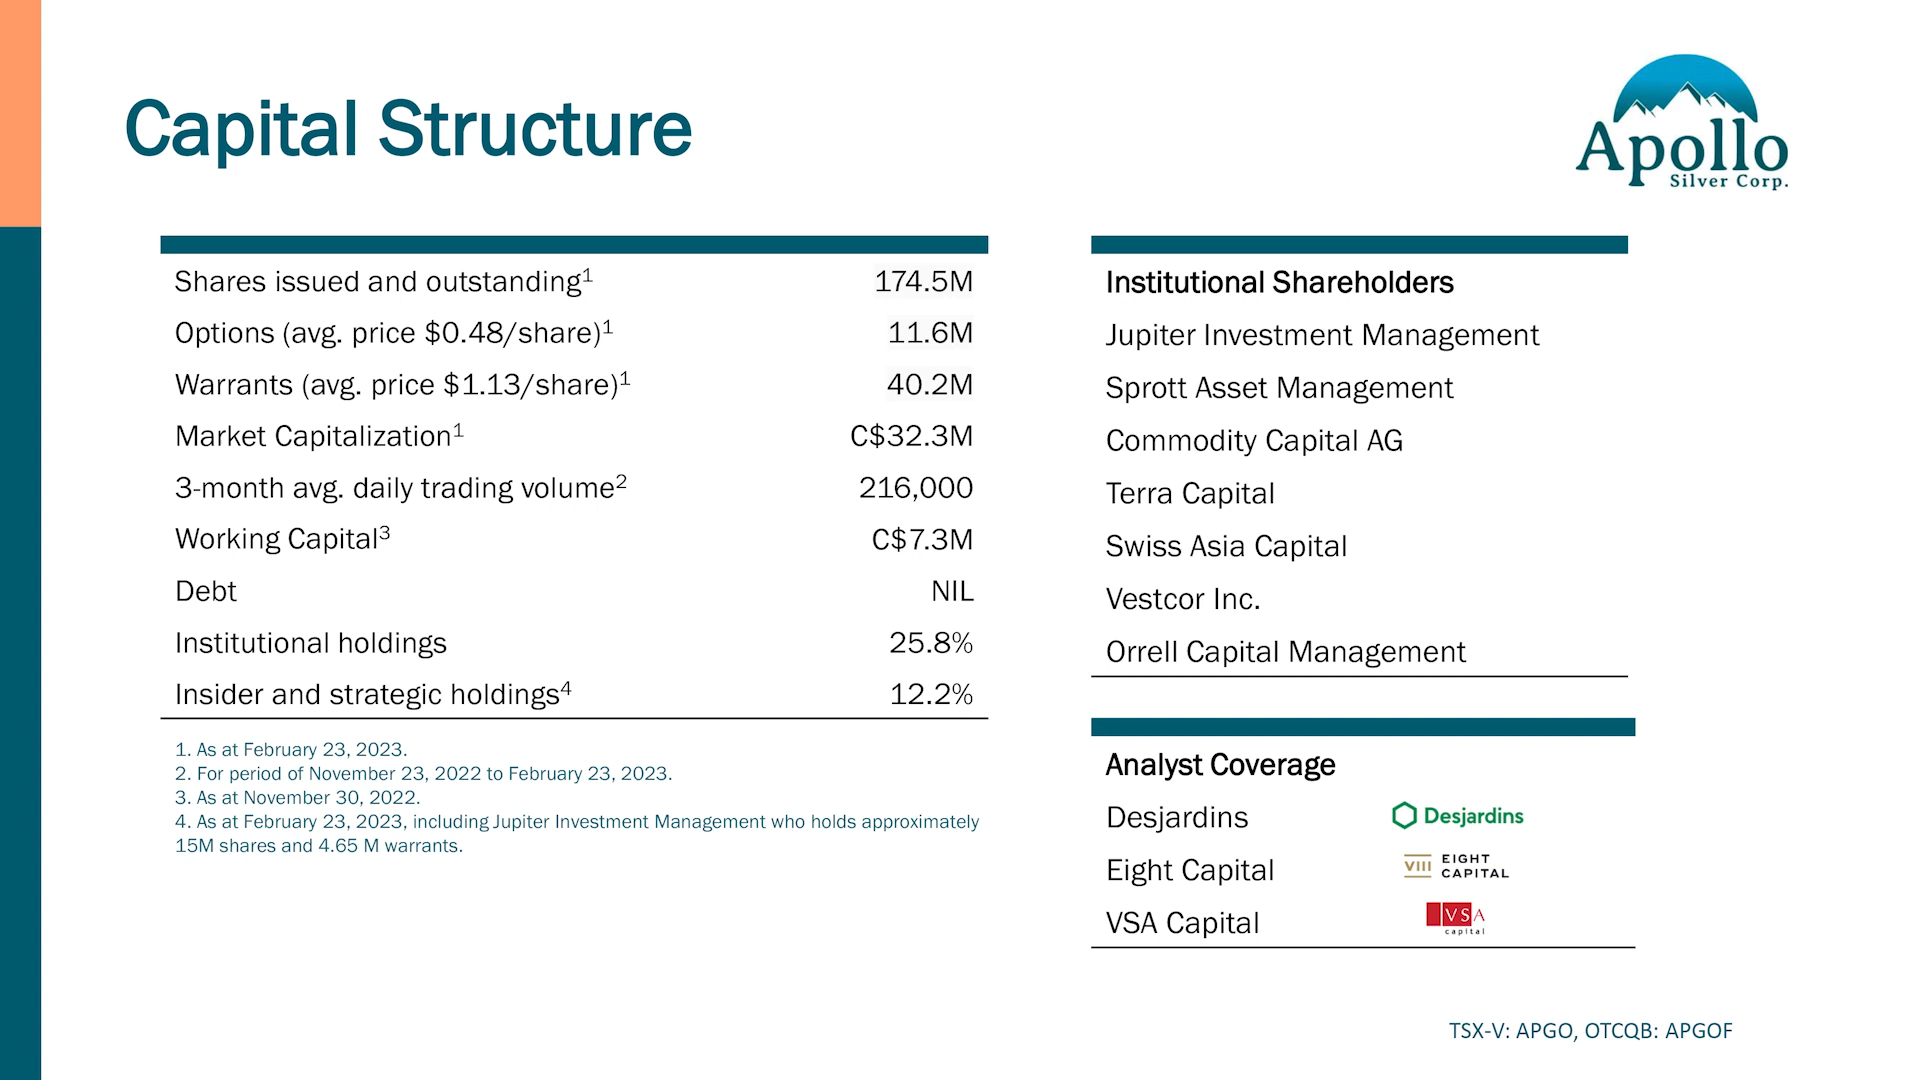 Capital Structure
Apollo
Silver Corp.
Shares issued and outstanding1 174.5M
Options (avg. price $0.48/share)1 11.6M
Warrants (avg. price $1.13/share)1 40.2M
Market Capitalization1 C$32.3M
3-month avg. daily trading volume2 216,000
Working Capital3 C$7.3M
Debt NIL
Institutional holdings 25.8%
Insider and strategic holdings4 12.2%
1. As at February 23, 2023.
2. For period of November 23, 2022 to February 23, 2023.
3. As at November 30, 2022.
4. As at February 23, 2023, including Jupiter Investment Management who holds approximately
15M shares and 4.65 M warrants.
Institutional Shareholders
Jupiter Investment Management
Sprott Asset Management
Commodity Capital AG
Terra Capital
Swiss Asia Capital
Vestcor Inc.
Orrell Capital Management
Analyst Coverage
Desjardins Desjardins
Eight Capital VIII EIGHT CAPITAL
VSA Capital VSA capital
TSX-V: APGO, OTCQB: APGOF